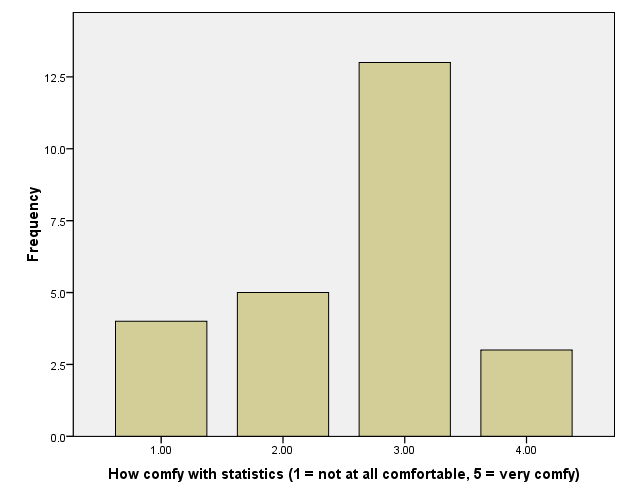 Frequency
12.5
10.0
7.5
5.0
2.5
0.0
1.00 2.00 3.00 4.00
How comfy with statistics (1 = not at all comfortable, 5 = very comfy)